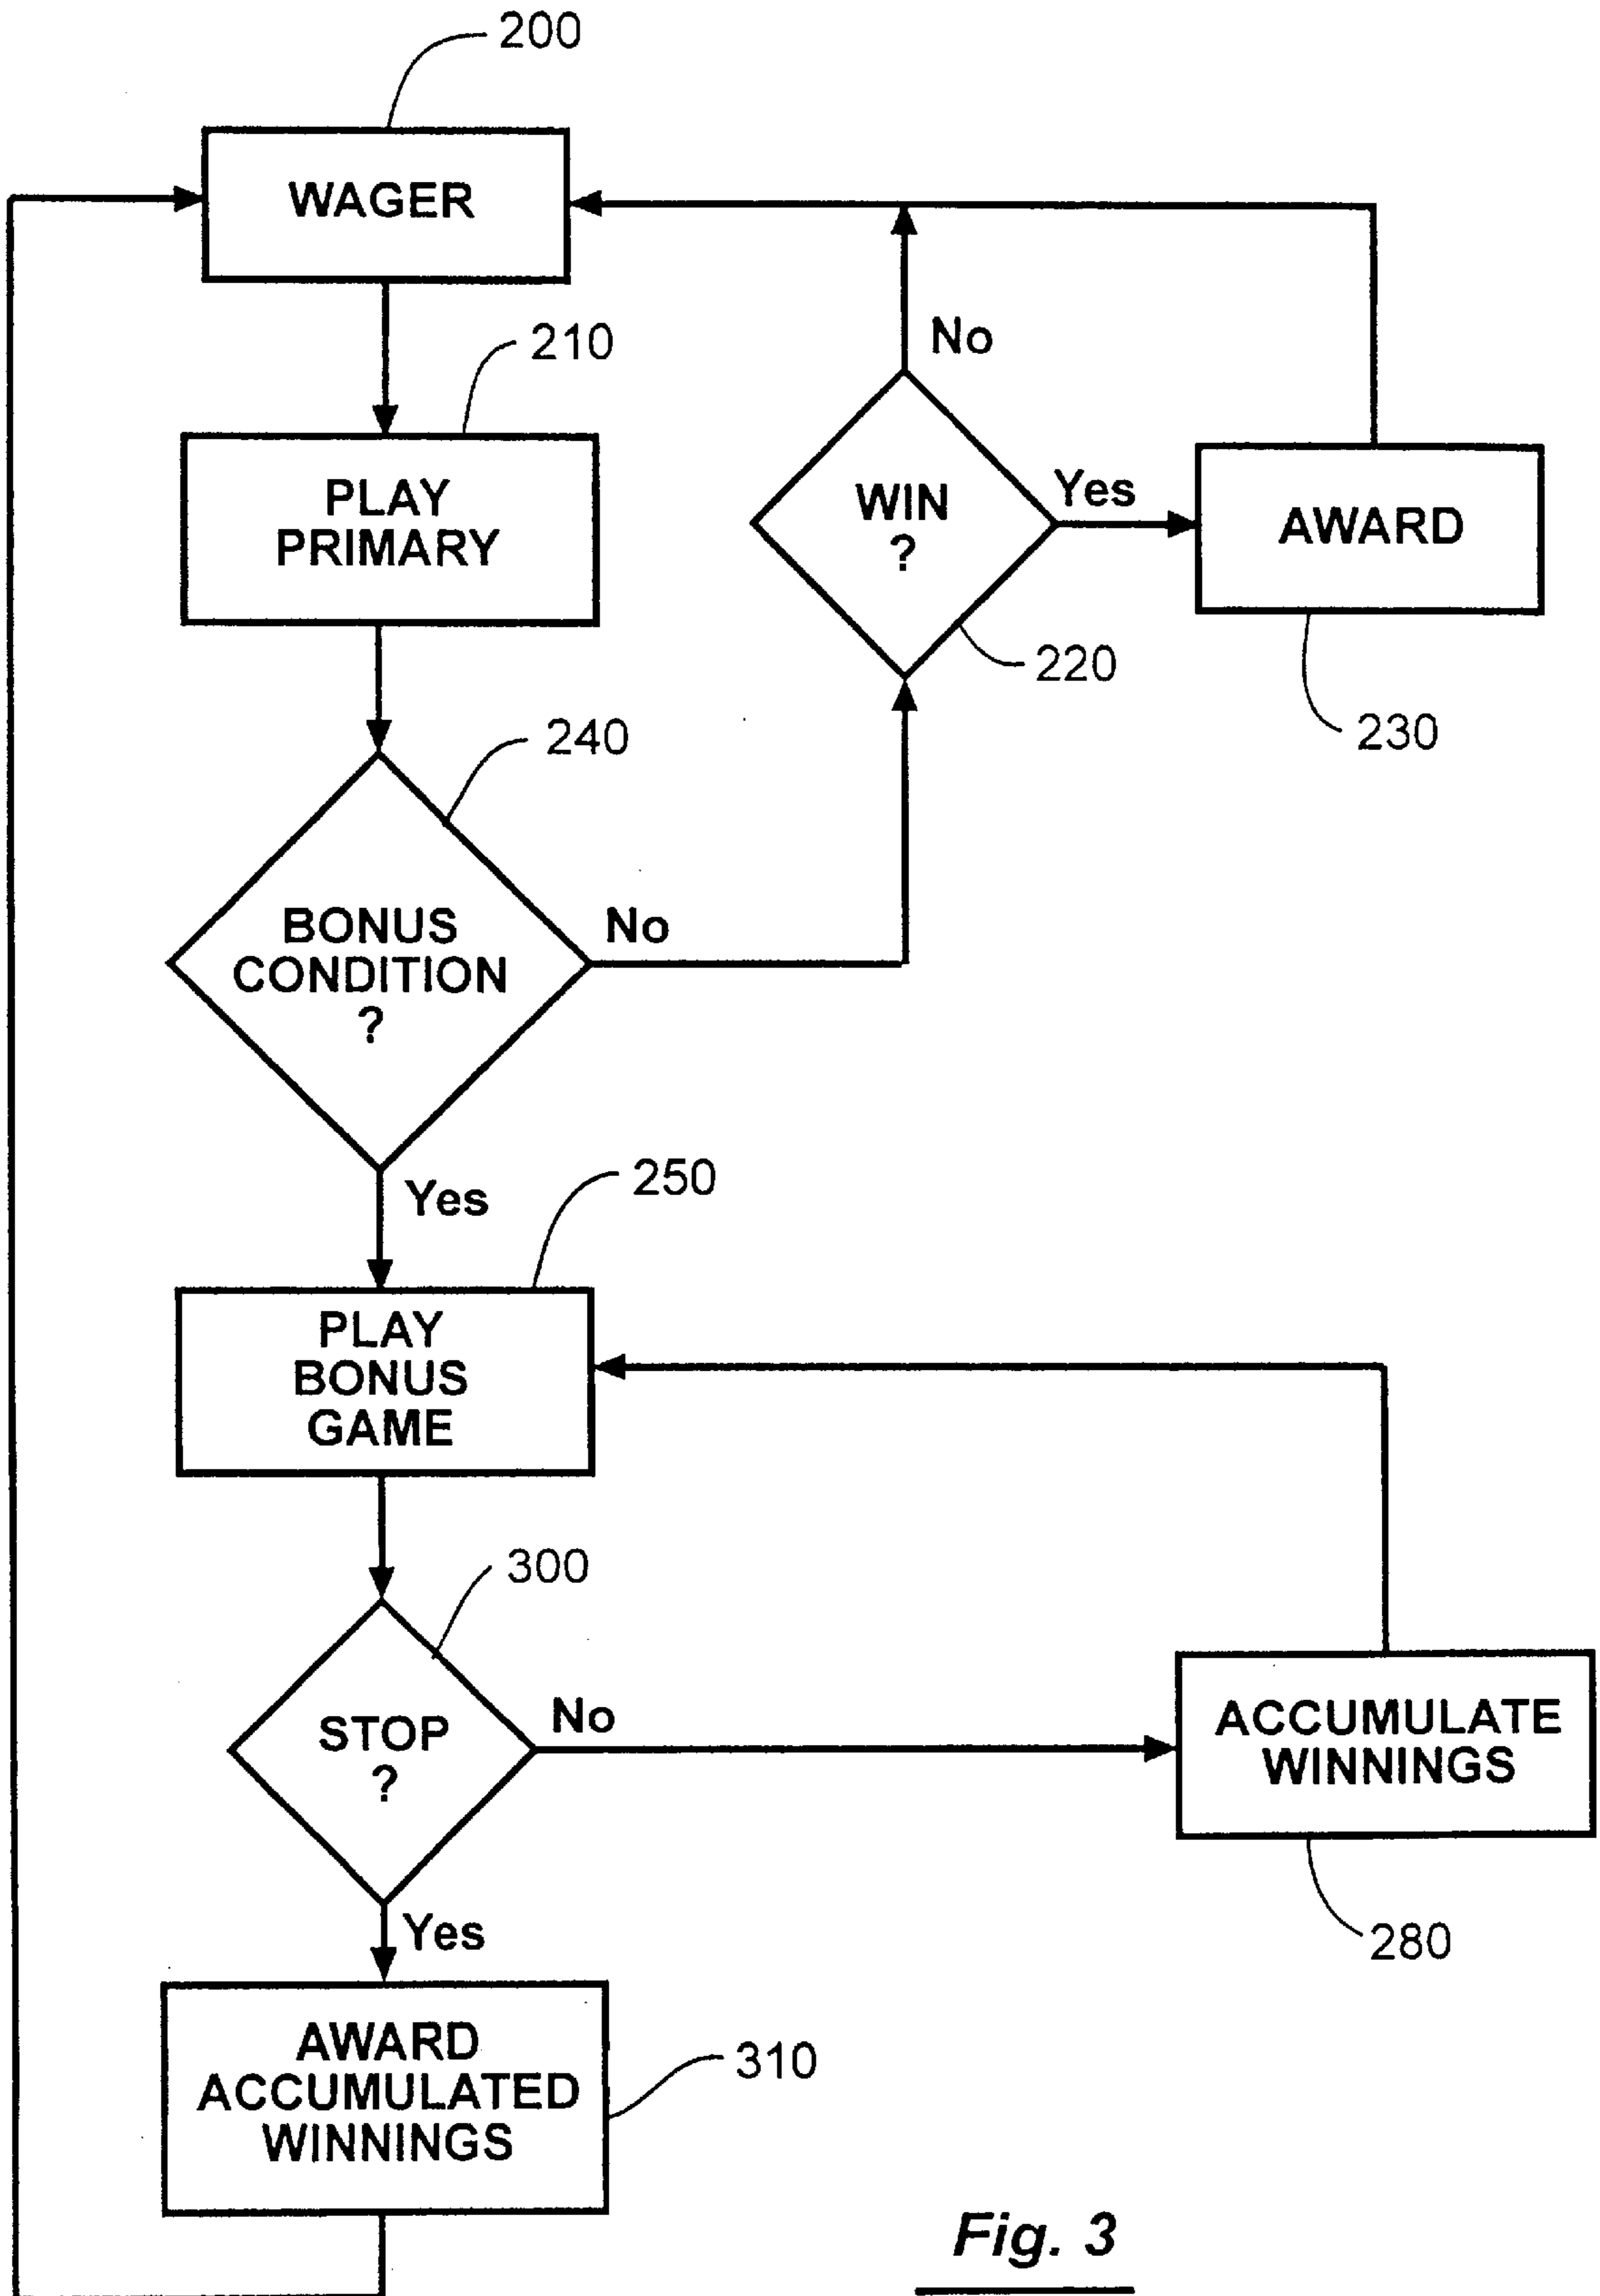 200
WAGER
210
No
PLAY
PRIMARY
WIN
?
Yes
AWARD
220
230
240
BONUS
CONDITION
?
No
Yes
250
PLAY
BONUS
GAME
300
STOP
?
No
ACCUMULATE
WINNINGS
280
Yes
AWARD
ACCUMULATED
WINNINGS
310
Fig. 3